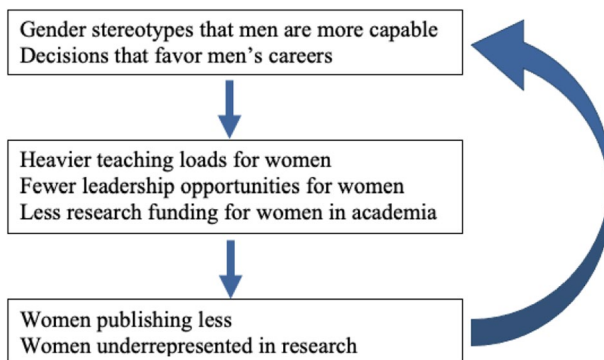 Gender stereotypes that men are more capable
Decisions that favor men’s careers
Heavier teaching loads for women
Fewer leadership opportunities for women
Less research funding for women in academia
Women publishing less
Women underrepresented in research